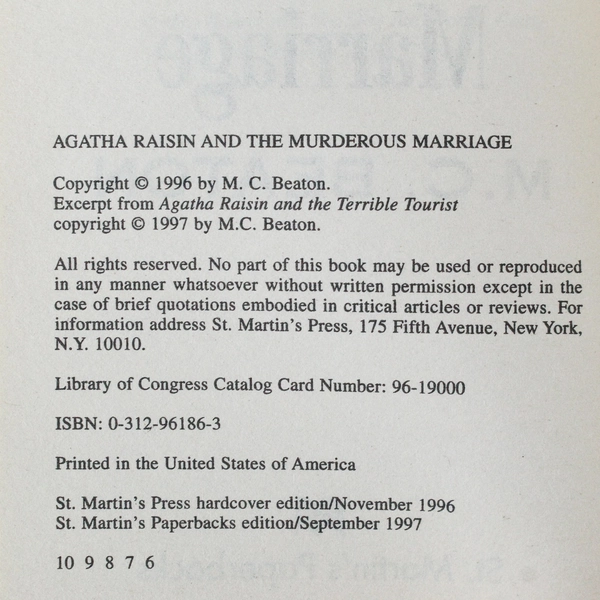 Marriage
M.C. BEATON
AGATHA RAISIN AND THE MURDEROUS MARRIAGE
Copyright © 1996 by M. C. Beaton.
Excerpt from Agatha Raisin and the Terrible Tourist
copyright © 1997 by M.C. Beaton.
All rights reserved. No part of this book may be used or reproduced
in any manner whatsoever without written permission except in the
case of brief quotations embodied in critical articles or reviews. For
information address St. Martin's Press, 175 Fifth Avenue, New York,
N.Y. 10010.
Library of Congress Catalog Card Number: 96-19000
ISBN: 0-312-96186-3
Printed in the United States of America
St. Martin's Press hardcover edition/November 1996
St. Martin's Paperbacks edition/September 1997
10 9 8 7 6
St. Martin's Paperbacks